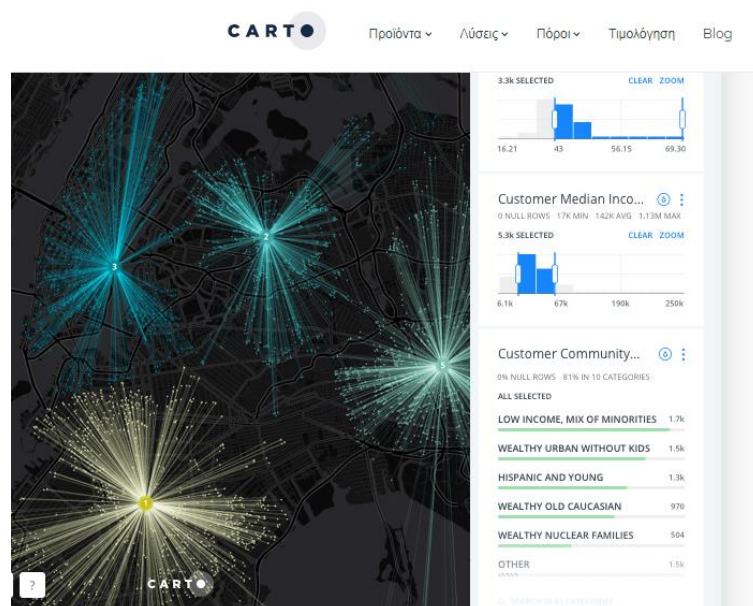 CARTO
Προϊόντα
Λύσεις
Πόροι
Τιμολόγηση
Blog
3.3k SELECTED CLEAR ZOOM
16.21 43 56.15 69.30
Customer Median Inco...
0 NULL ROWS 17K MIN 142K AVG 1.13M MAX
5.3k SELECTED CLEAR ZOOM
6.1k 67k 190k 250k
Customer Community...
0% NULL ROWS 81% IN 10 CATEGORIES
ALL SELECTED
LOW INCOME, MIX OF MINORITIES 1.7k
WEALTHY URBAN WITHOUT KIDS 1.5k
HISPANIC AND YOUNG 1.3k
WEALTHY OLD CAUCASIAN 970
WEALTHY NUCLEAR FAMILIES 504
OTHER 1.5k
2
3
5
1
?
CARTO